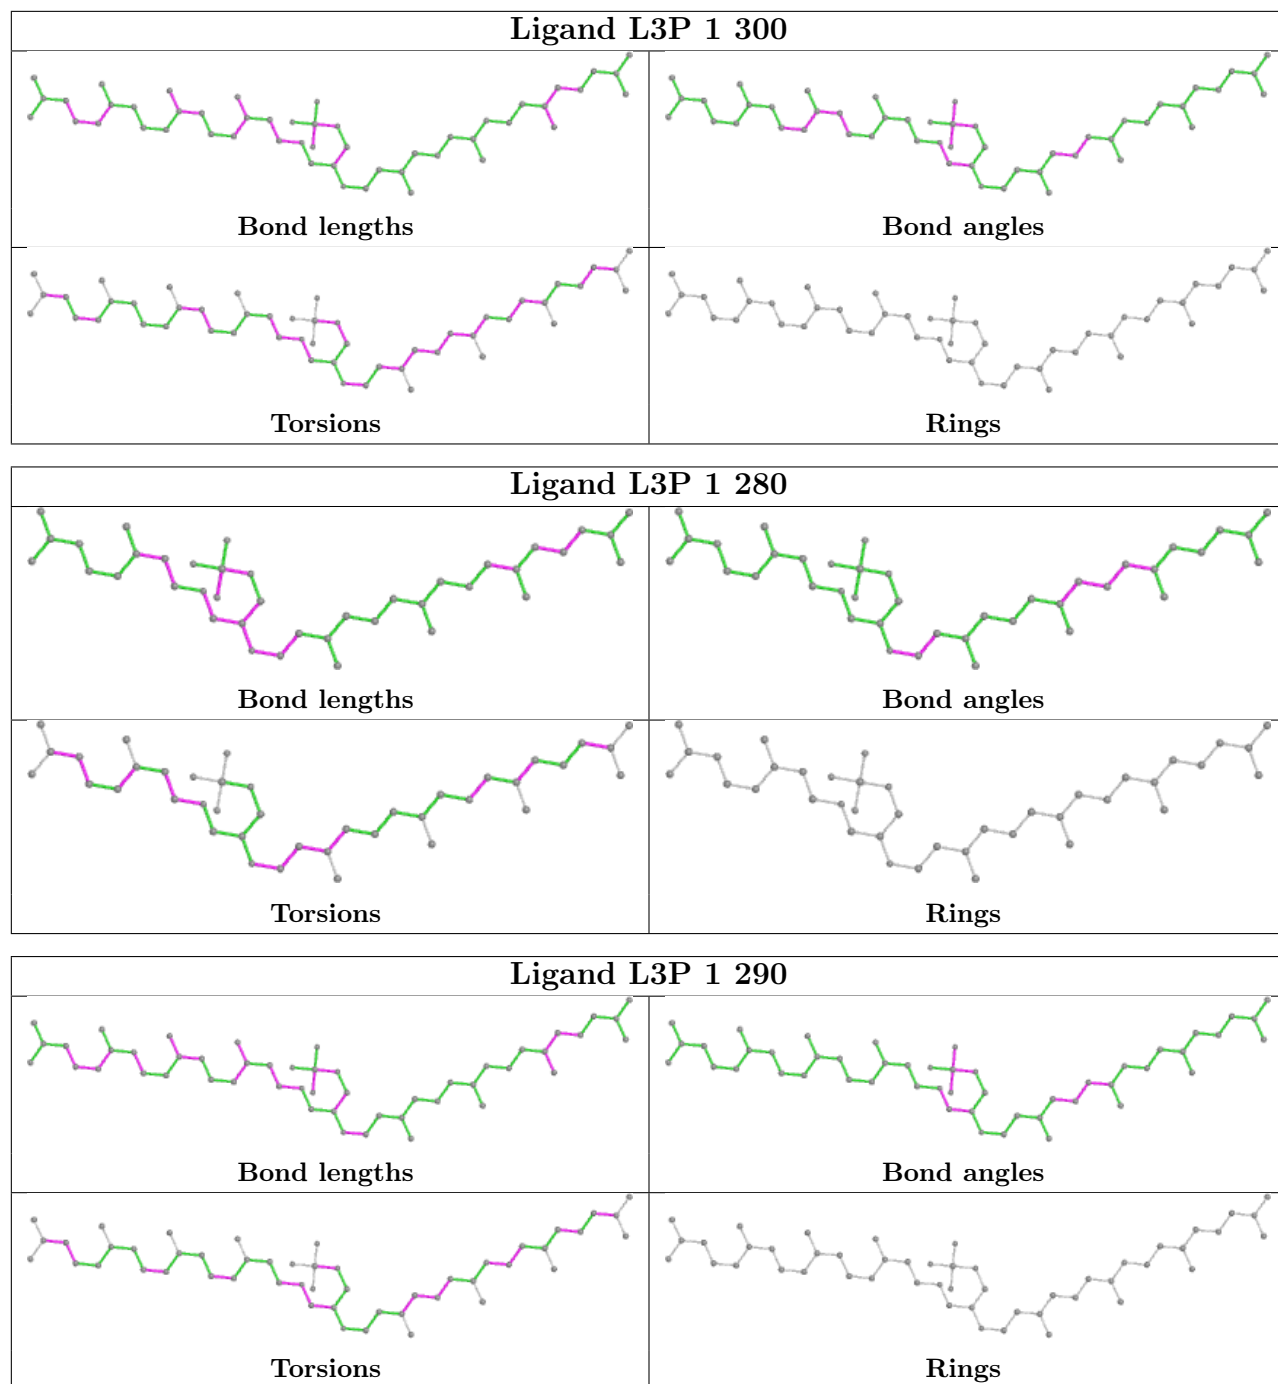 Ligand L3P 1 300
Bond lengths
Bond angles
Torsions
Rings
Ligand L3P 1 280
Bond lengths
Bond angles
Torsions
Rings
Ligand L3P 1 290
Bond lengths
Bond angles
Torsions
Rings